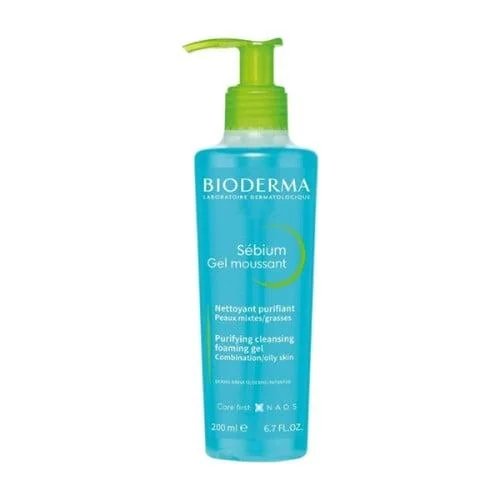 BIODERMA
LABORATOIRE DERMATOLOGIQUE
Sébium
Gel moussant
Nettoyant purifiant
Peaux mixtes/grasses
Purifying cleansing
foaming gel
Combination/oily skin
Care first
NAOS
200 ml e 6.7 FL.OZ.